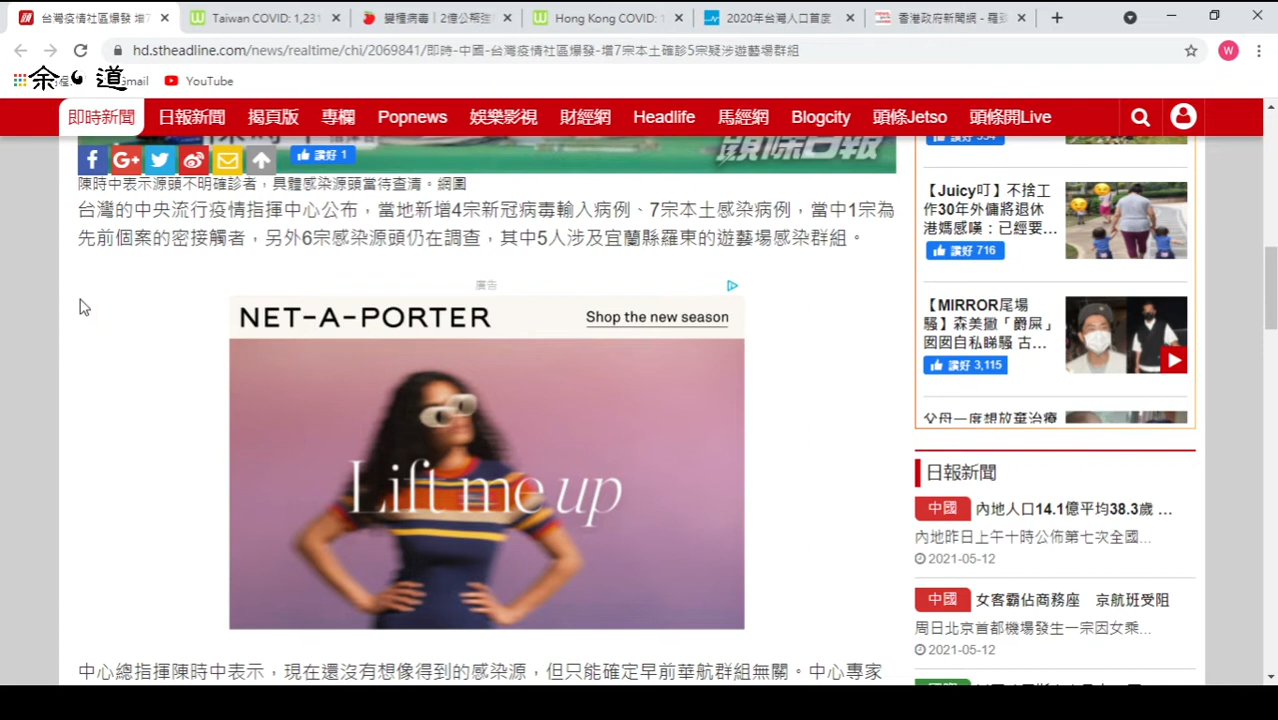 台灣疫情社區爆發 增7
Taiwan COVID: 1,231
變種病毒｜2億公帑強
Hong Kong COVID: 1
2020年台灣人口首度
香港政府新聞網 - 羅
hd.stheadline.com/news/realtime/chi/2069841/即時-中國-台灣疫情社區爆發-增7宗本土確診5宗疑涉遊藝場群組
W
余 道
Gmail
YouTube
即時新聞 日報新聞 揭頁版 專欄 Popnews 娛樂影視 財經網 Headlife 馬經網 Blogcity 頭條Jetso 頭條開Live
頭條日報
讚好 1
陳時中表示源頭不明確診者，具體感染源頭當待查清。網圖
台灣的中央流行疫情指揮中心公布，當地新增4宗新冠病毒輸入病例、7宗本土感染病例，當中1宗為
先前個案的密接觸者，另外6宗感染源頭仍在調查，其中5人涉及宜蘭縣羅東的遊藝場感染群組。
廣告
NET-A-PORTER
Shop the new season
Lift me up
中心總指揮陳時中表示，現在還沒有想像得到的感染源，但只能確定早前華航群組無關。中心專家
【Juicy叮】不捨工
作30年外傭將退休
港媽感嘆：已經要...
讚好 716
【MIRROR尾場
騷】森美撇「爵屎」
囡囡自私睇騷 古...
讚好 3,115
父母一度想放棄治療
日報新聞
中國 內地人口14.1億平均38.3歲 ...
內地昨日上午十時公佈第七次全國...
2021-05-12
中國 女客霸佔商務座 京航班受阻
周日北京首都機場發生一宗因女乘...
2021-05-12